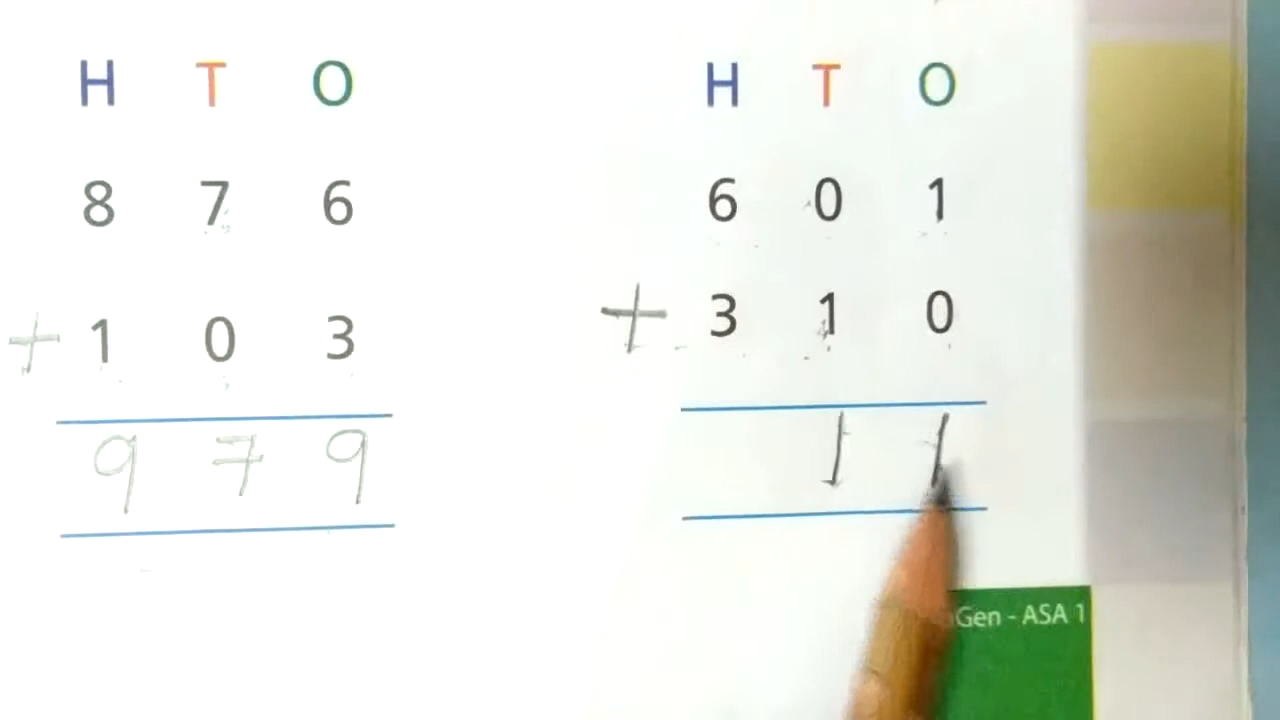 H T O
8 7 6
+ 1 0 3
9 7 9
H T O
6 0 1
+ 3 1 0
1 1
Gen - ASA 1